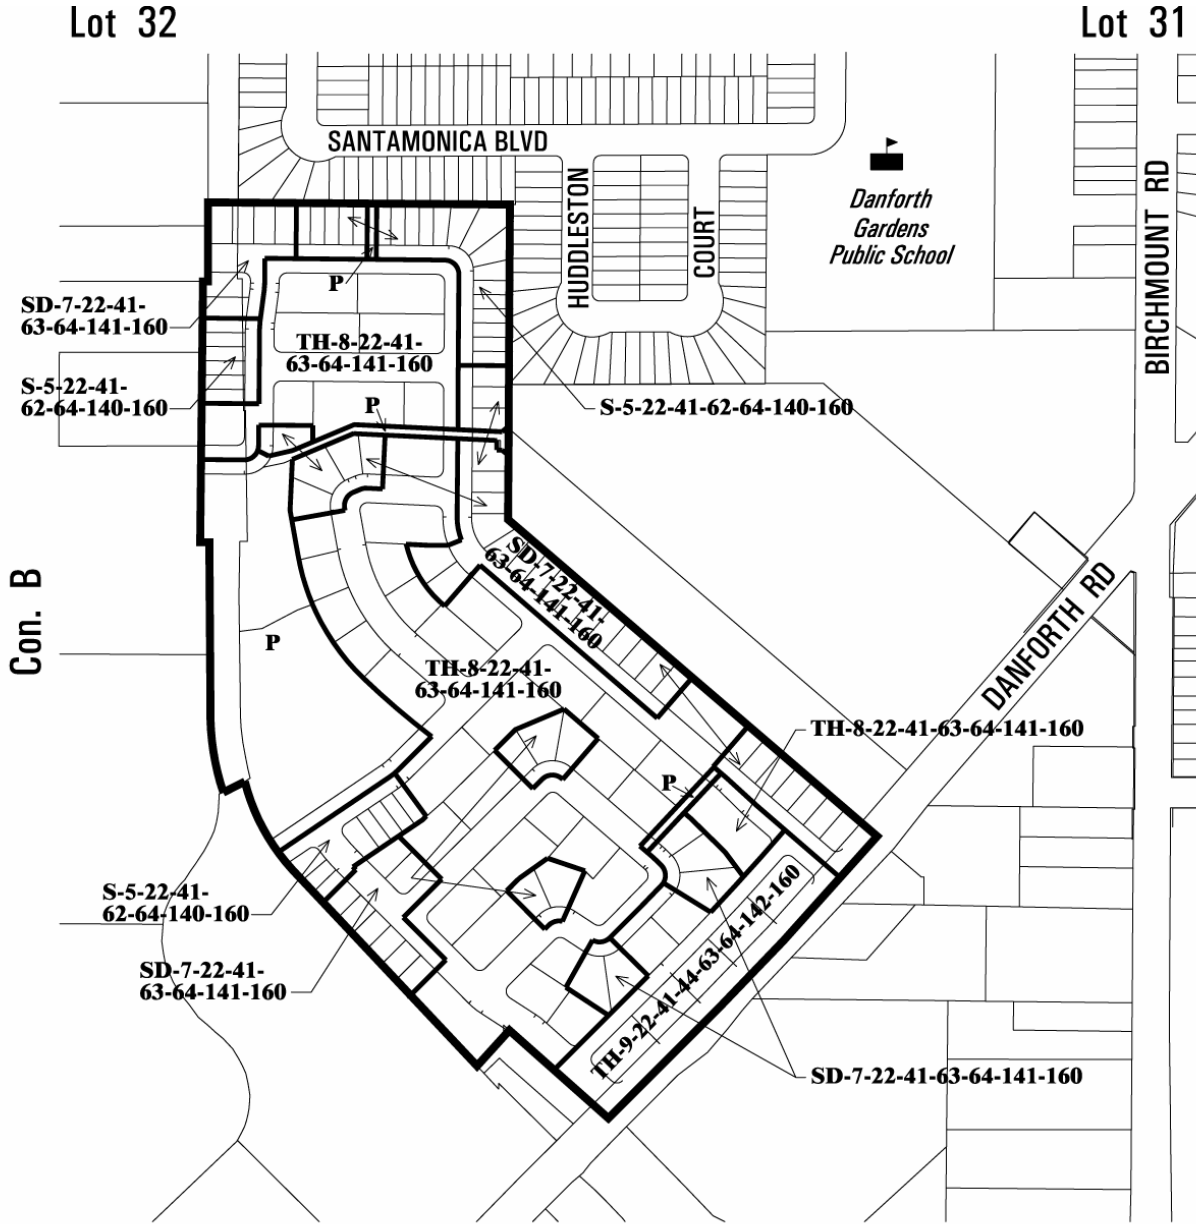 Lot 32
Lot 31
SANTAMONICA BLVD
HUDDLESTON
COURT
Danforth
Gardens
Public School
BIRCHMOUNT RD
P
SD-7-22-41-
63-64-141-160
TH-8-22-41-
63-64-141-160
S-5-22-41-
62-64-140-160
P
S-5-22-41-62-64-140-160
SD-7-22-41-
63-64-141-160
Con. B
DANFORTH RD
P
TH-8-22-41-
63-64-141-160
TH-8-22-41-63-64-141-160
P
S-5-22-41-
62-64-140-160
SD-7-22-41-
63-64-141-160
TH-9-22-41-44-63-64-142-160
SD-7-22-41-63-64-141-160